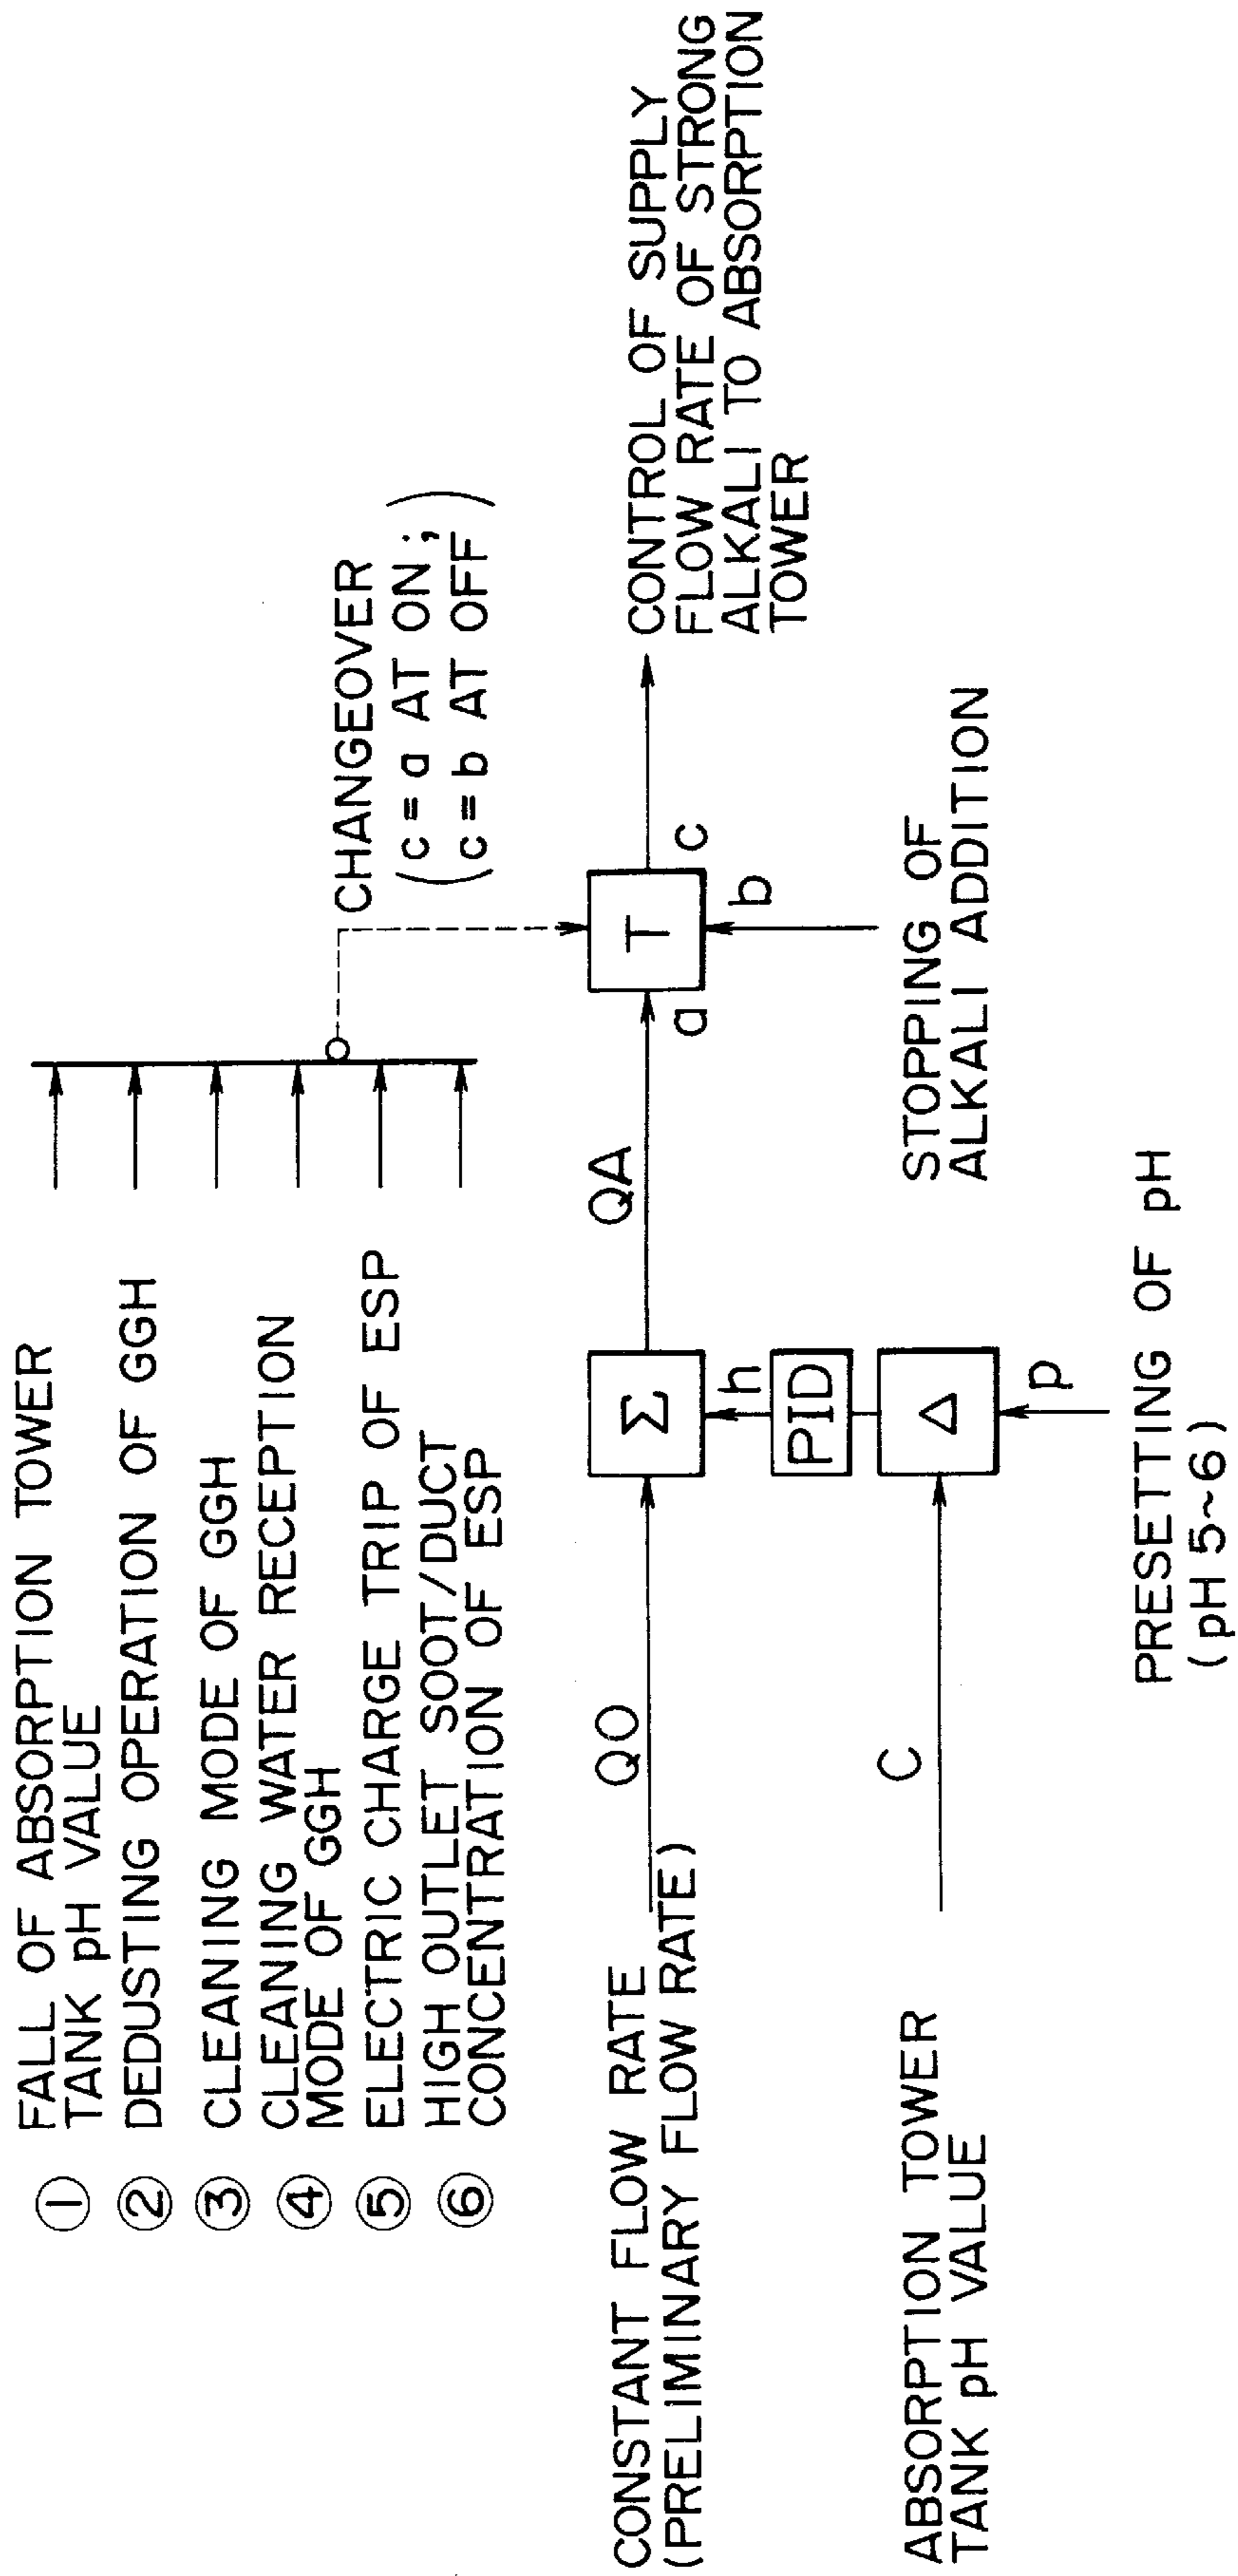 ① FALL OF ABSORPTION TOWER
TANK pH VALUE
② DEDUSTING OPERATION OF GGH
③ CLEANING MODE OF GGH
④ CLEANING WATER RECEPTION
MODE OF GGH
⑤ ELECTRIC CHARGE TRIP OF ESP
⑥ HIGH OUTLET SOOT/DUCT
CONCENTRATION OF ESP
CHANGEOVER
(c = a AT ON;
c = b AT OFF)
CONSTANT FLOW RATE
(PRELIMINARY FLOW RATE)
QO
Σ
QA
a
T
b
c
CONTROL OF SUPPLY
FLOW RATE OF STRONG
ALKALI TO ABSORPTION
TOWER
h
PID
ABSORPTION TOWER
TANK pH VALUE
C
Δ
p
STOPPING OF
ALKALI ADDITION
PRESETTING OF pH
(pH 5~6)